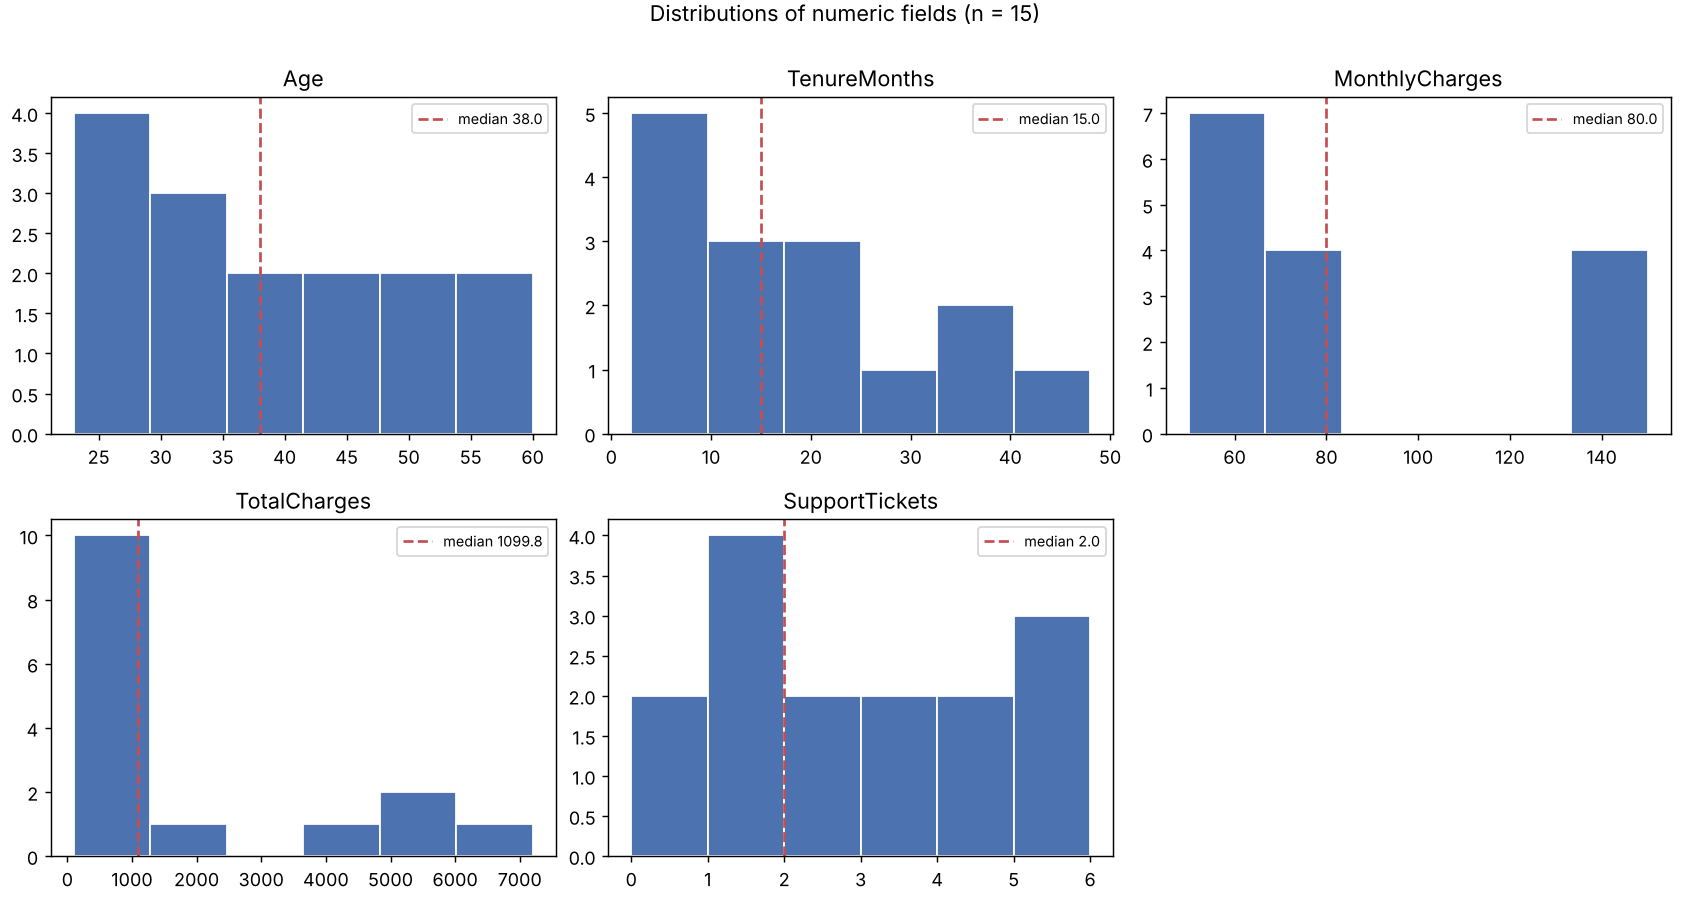 Distributions of numeric fields (n = 15)
Age
4.0
3.5
3.0
2.5
2.0
1.5
1.0
0.5
0.0
median 38.0
25 30 35 40 45 50 55 60
TenureMonths
5
4
3
2
1
0
median 15.0
0 10 20 30 40 50
MonthlyCharges
7
6
5
4
3
2
1
0
median 80.0
60 80 100 120 140
TotalCharges
10
8
6
4
2
0
median 1099.8
0 1000 2000 3000 4000 5000 6000 7000
SupportTickets
4.0
3.5
3.0
2.5
2.0
1.5
1.0
0.5
0.0
median 2.0
0 1 2 3 4 5 6